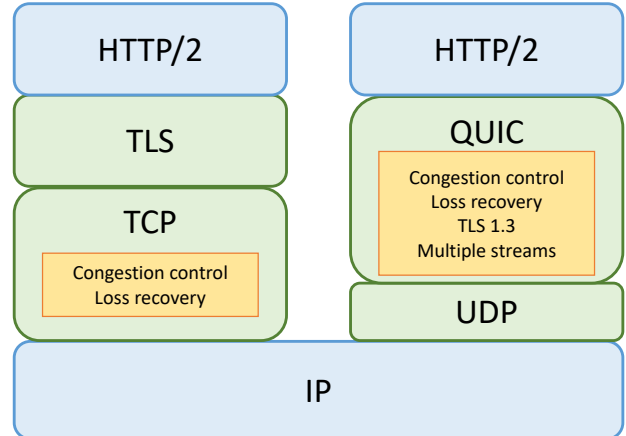 HTTP/2
TLS
TCP
Congestion control
Loss recovery
HTTP/2
QUIC
Congestion control
Loss recovery
TLS 1.3
Multiple streams
UDP
IP